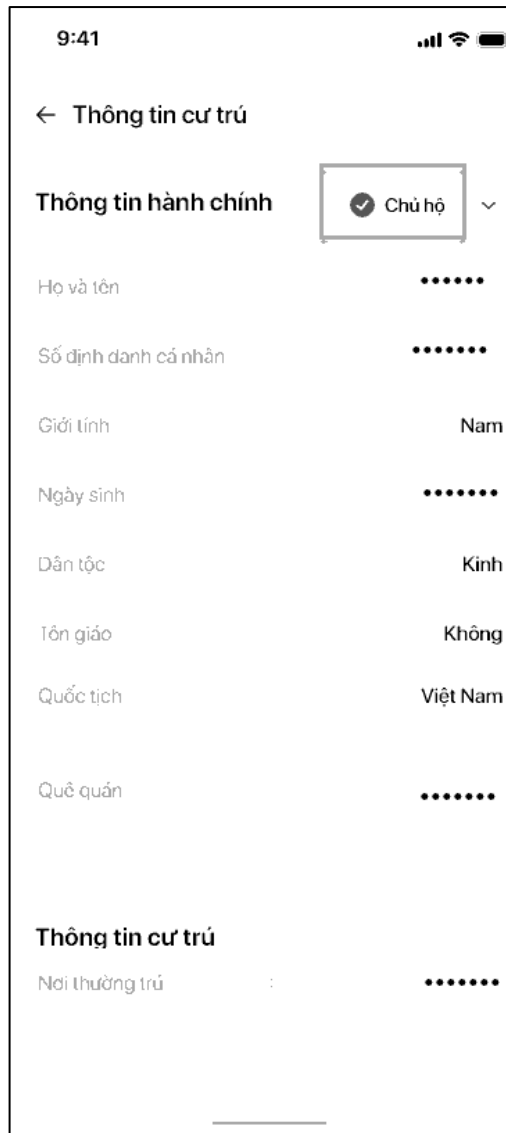 9:41
Thông tin cư trú
Thông tin hành chính Chủ hộ
Họ và tên ••••••
Số định danh cá nhân •••••••
Giới tính Nam
Ngày sinh •••••••
Dân tộc Kinh
Tôn giáo Không
Quốc tịch Việt Nam
Quê quán •••••••
Thông tin cư trú
Nơi thường trú : •••••••